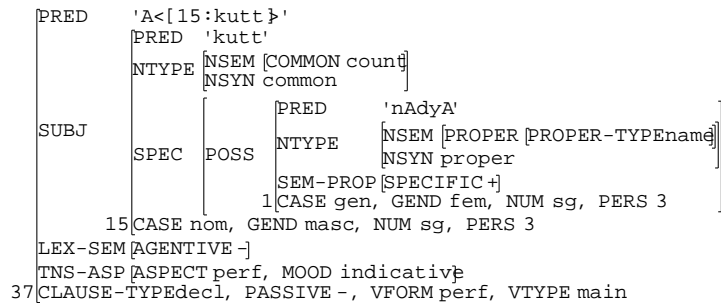 PRED 'A<[15:kutt]>'
PRED 'kutt'
NTYPE NSEM COMMON count
NSYN common
PRED 'nAdyA'
SUBJ
NTYPE NSEM PROPER PROPER-TYPE name
SPEC POSS
NSYN proper
SEM-PROP SPECIFIC +
1 CASE gen, GEND fem, NUM sg, PERS 3
15 CASE nom, GEND masc, NUM sg, PERS 3
LEX-SEM AGENTIVE -
TNS-ASP ASPECT perf, MOOD indicative
37 CLAUSE-TYPE decl, PASSIVE -, VFORM perf, VTYPE main